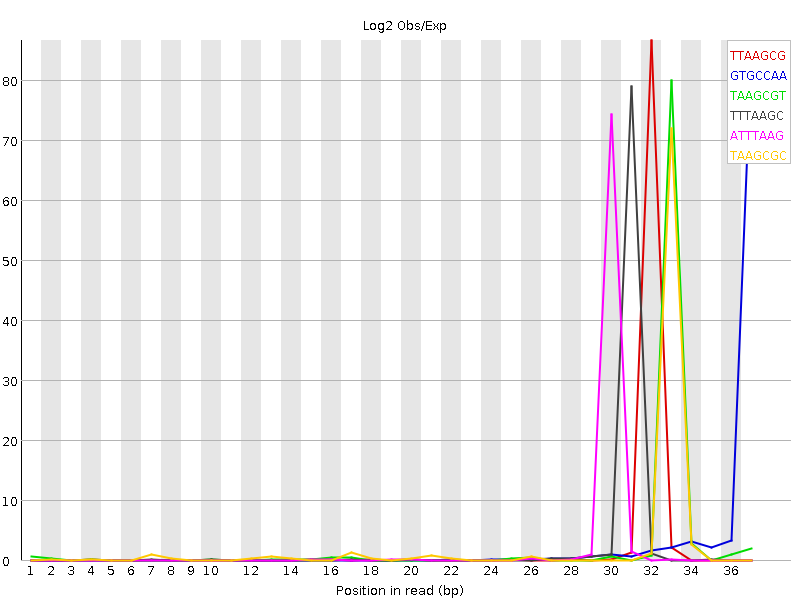 Log2 Obs/Exp
TTAAGCG
GTGCCAA
TAAGCGT
TTTAAGC
ATTTAAG
TAAGCGC
80
70
60
50
40
30
20
10
0
1 2 3 4 5 6 7 8 9 10 12 14 16 18 20 22 24 26 28 30 32 34 36
Position in read (bp)